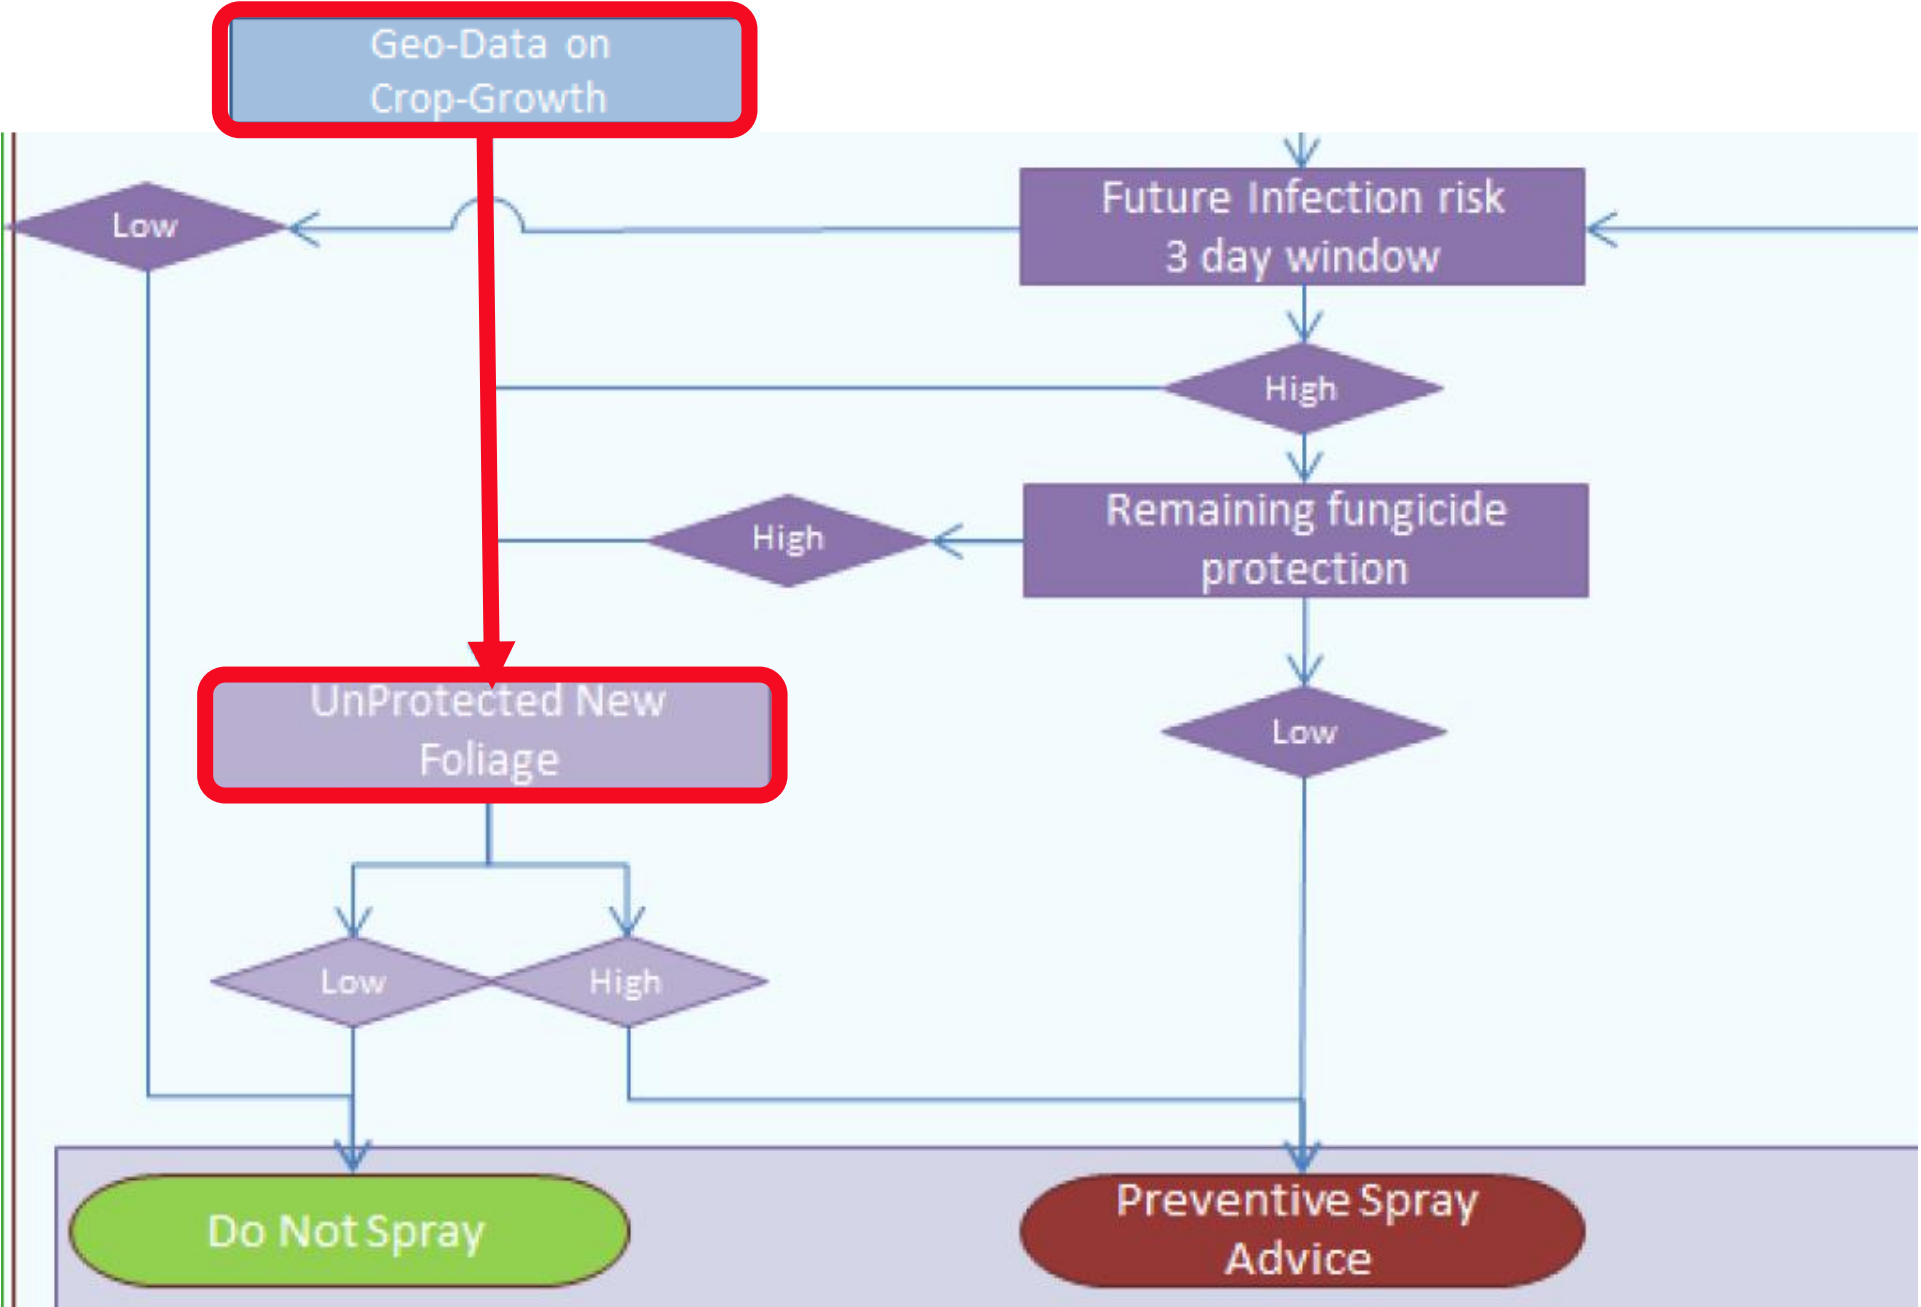 Geo-Data on
Crop-Growth
Low
Future Infection risk
3 day window
High
High
Remaining fungicide
protection
UnProtected New
Foliage
Low
Low
High
Do Not Spray
Preventive Spray
Advice